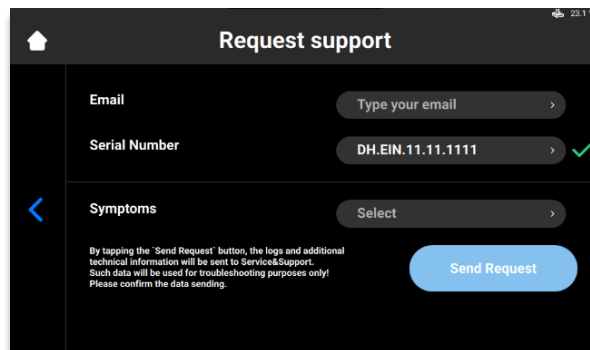 23.1
Request support
Email
Type your email
Serial Number
DH.EIN.11.11.1111
Symptoms
Select
By tapping the `Send Request` button, the logs and additional
technical information will be sent to Service&Support.
Such data will be used for troubleshooting purposes only!
Please confirm the data sending.
Send Request